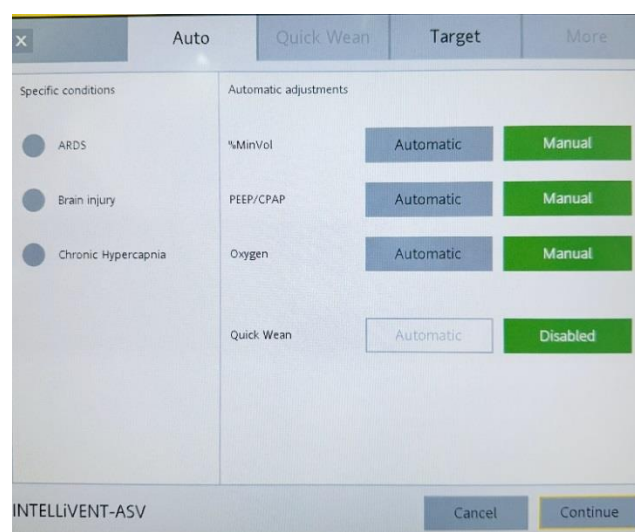 x Auto Quick Wean Target More
Specific conditions Automatic adjustments
ARDS %MinVol Automatic Manual
Brain injury PEEP/CPAP Automatic Manual
Chronic Hypercapnia Oxygen Automatic Manual
Quick Wean Automatic Disabled
INTELLiVENT-ASV Cancel Continue